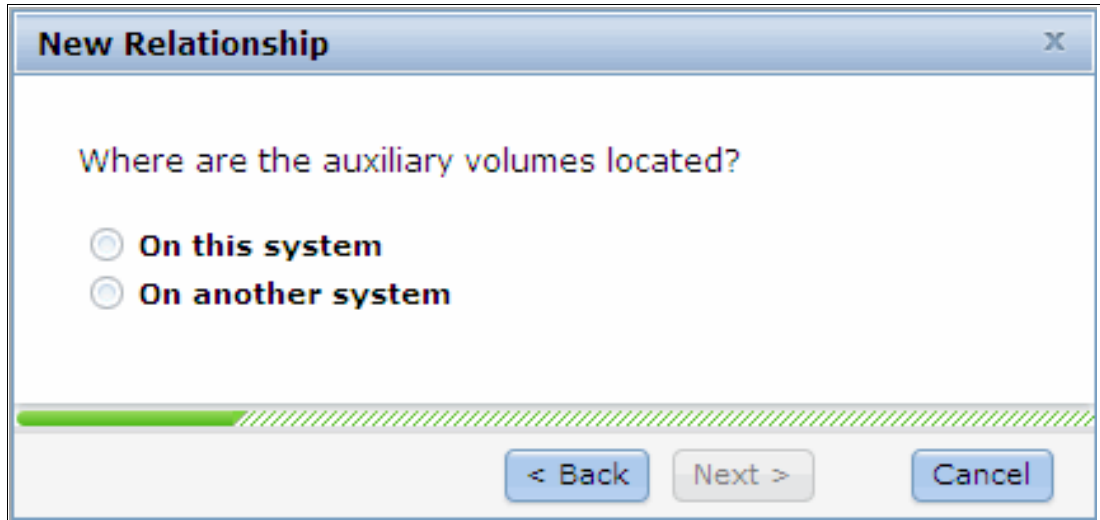 New Relationship x
Where are the auxiliary volumes located?
On this system
On another system
< Back Next > Cancel